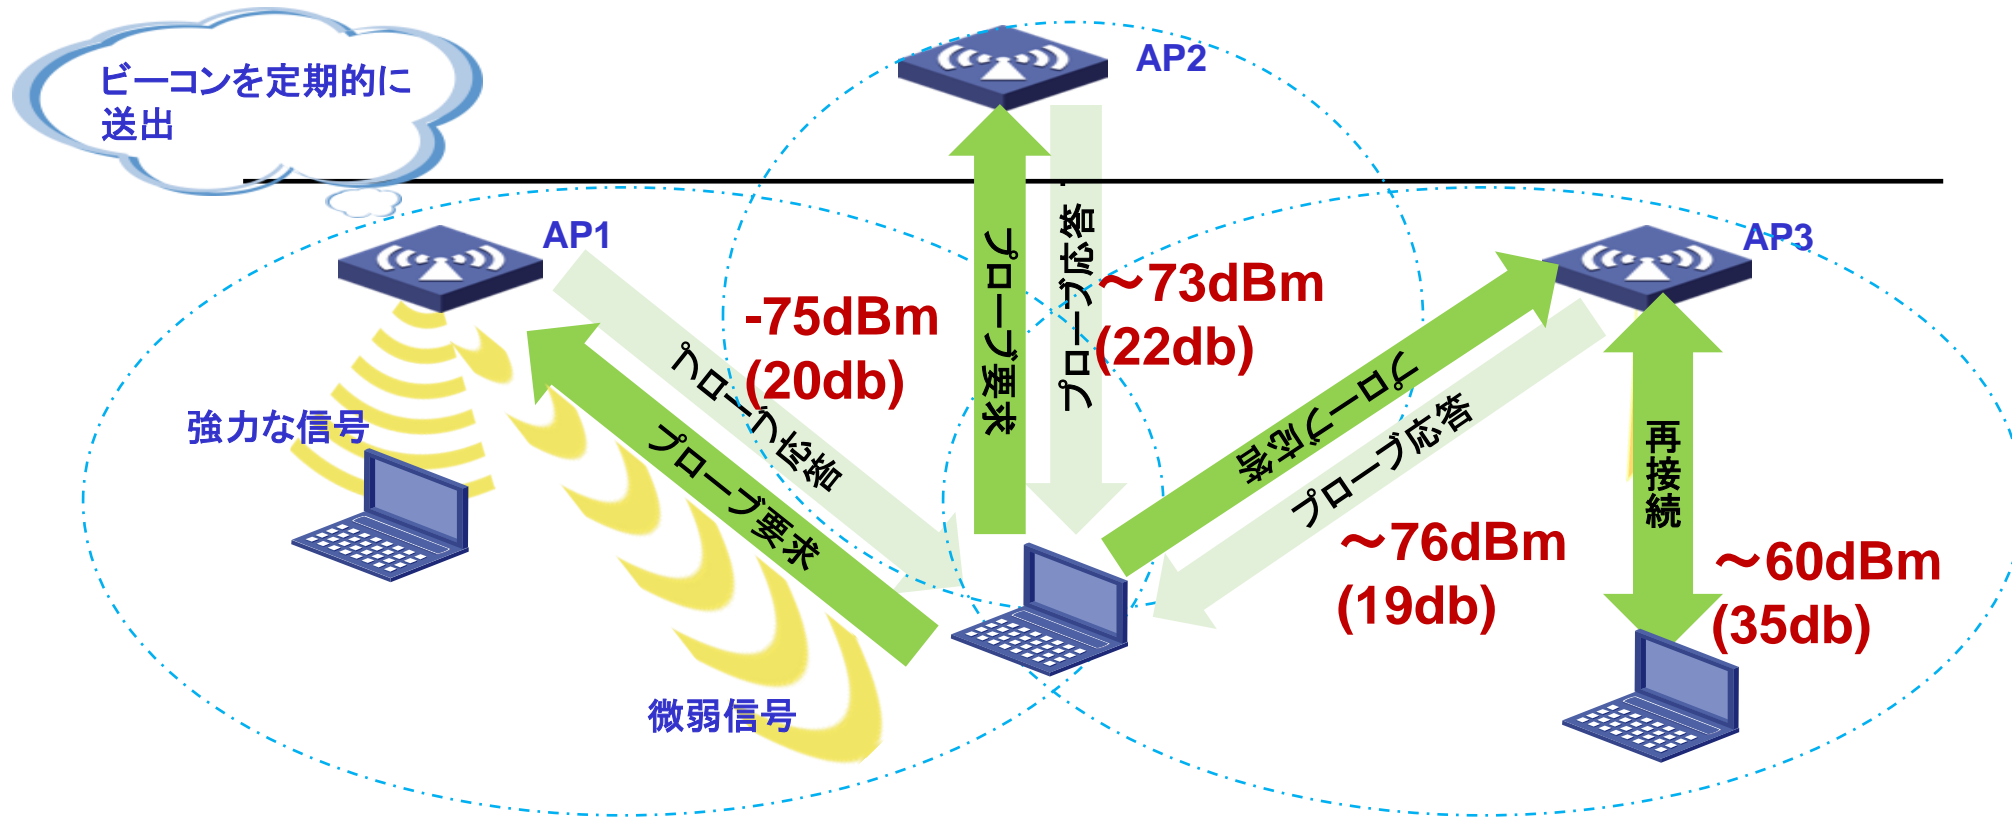 ビーコンを定期的に
送出
AP2
AP1
AP3
プローブ応答
プローブ要求
-75dBm
(20db)
プローブ要求
プローブ応答
～73dBm
(22db)
プローブ応答
プローブ応答
～76dBm
(19db)
再接続
～60dBm
(35db)
強力な信号
微弱信号